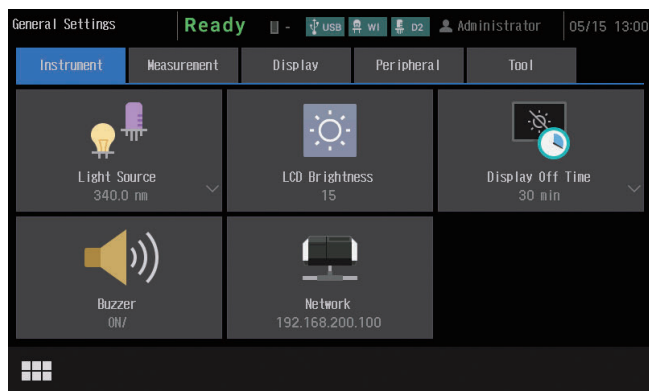 General Settings
Ready
-
USB
WI
D2
Administrator
05/15 13:00
Instrument
Measurement
Display
Peripheral
Tool
Light Source
340.0 nm
LCD Brightness
15
Display Off Time
30 min
Buzzer
ON/
Network
192.168.200.100